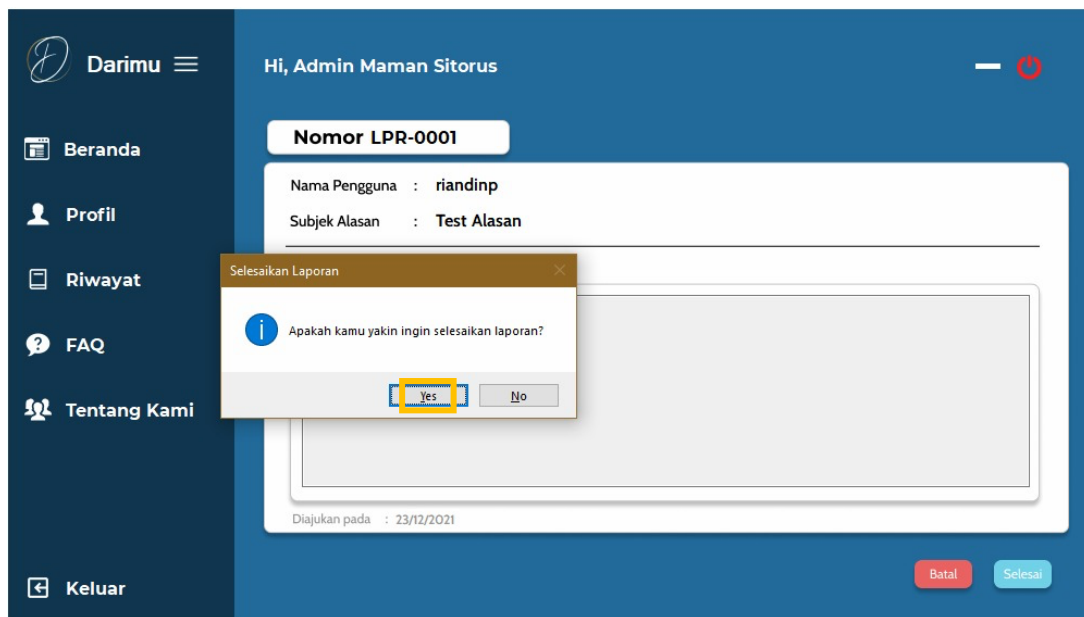 Darimu
Hi, Admin Maman Sitorus
Beranda
Profil
Riwayat
FAQ
Tentang Kami
Keluar
Nomor LPR-0001
Nama Pengguna : riandinp
Subjek Alasan : Test Alasan
Selesaikan Laporan
Apakah kamu yakin ingin selesaikan laporan?
Yes
No
Diajukan pada : 23/12/2021
Batal
Selesai